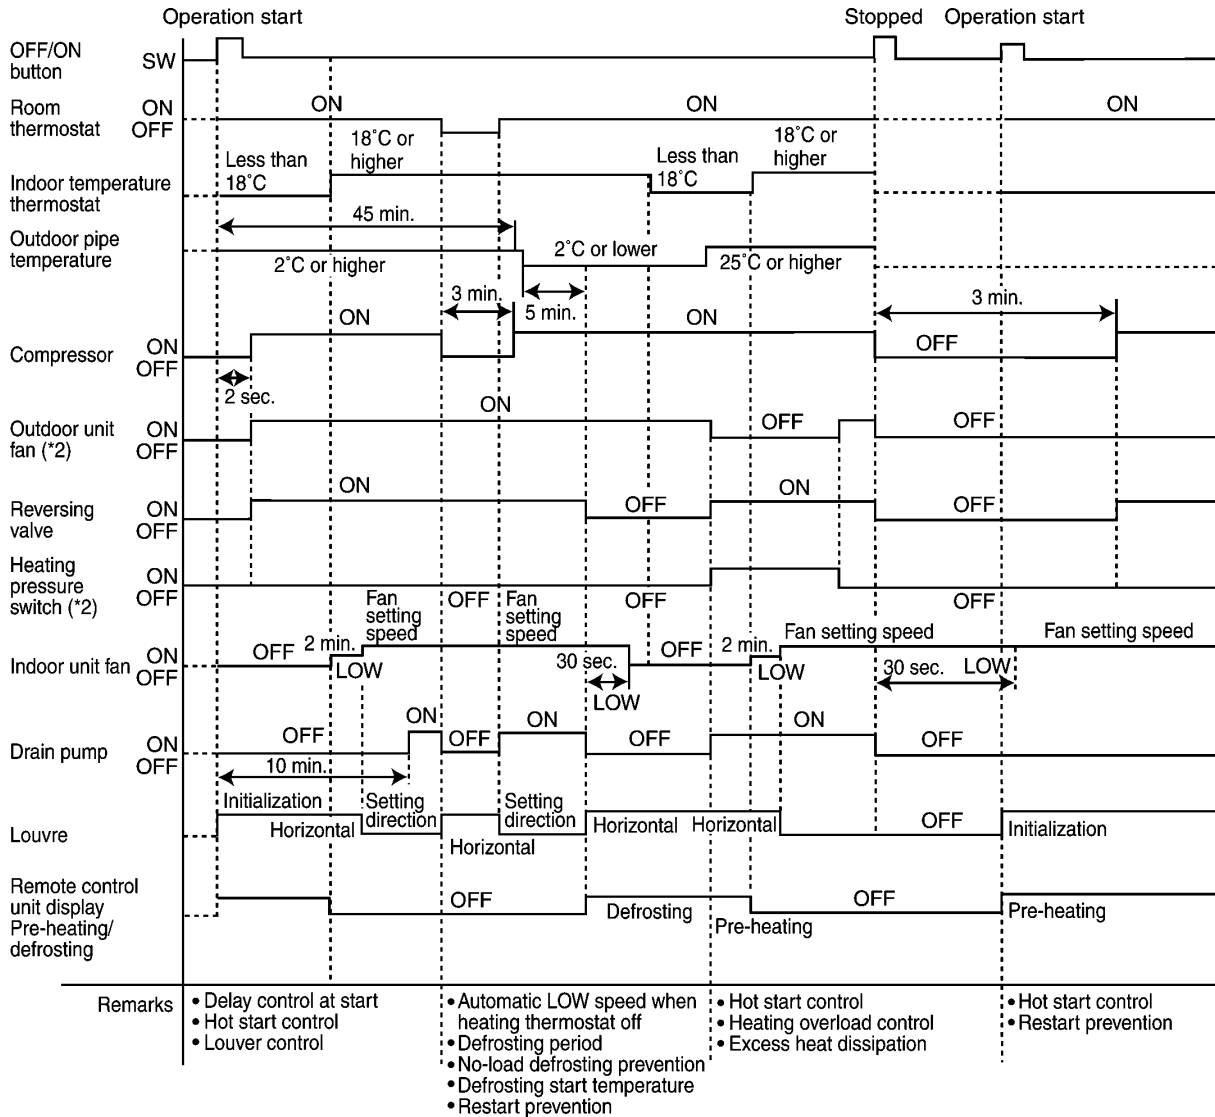 Operation start
Stopped
Operation start
OFF/ON
button
SW
Room
thermostat
ON
OFF
ON
ON
ON
Less than
18˚C
18˚C or
higher
Less than
18˚C
18˚C or
higher
Indoor temperature
thermostat
45 min.
Outdoor pipe
temperature
2˚C or higher
2˚C or lower
25˚C or higher
3 min.
5 min.
3 min.
Compressor
ON
OFF
ON
ON
OFF
2 sec.
Outdoor unit
fan (*2)
ON
OFF
ON
OFF
OFF
Reversing
valve
ON
OFF
ON
OFF
ON
OFF
Heating
pressure
switch (*2)
ON
OFF
OFF
OFF
OFF
Indoor unit fan
ON
OFF
OFF
2 min.
LOW
Fan
setting
speed
Fan
setting
speed
30 sec.
LOW
OFF
2 min.
LOW
Fan setting speed
30 sec.
LOW
Fan setting speed
Drain pump
ON
OFF
OFF
ON
OFF
ON
OFF
ON
OFF
10 min.
Louvre
Initialization
Horizontal
Setting
direction
Horizontal
Setting
direction
Horizontal
Horizontal
OFF
Initialization
Remote control
unit display
Pre-heating/
defrosting
OFF
Defrosting
Pre-heating
OFF
Pre-heating
Remarks
• Delay control at start
• Hot start control
• Louver control
• Automatic LOW speed when
heating thermostat off
• Defrosting period
• No-load defrosting prevention
• Defrosting start temperature
• Restart prevention
• Hot start control
• Heating overload control
• Excess heat dissipation
• Hot start control
• Restart prevention